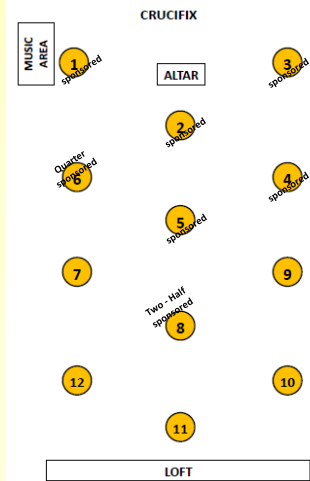 CRUCIFIX
MUSIC
AREA
1
sponsored
3
sponsored
ALTAR
2
sponsored
Quarter
sponsored
6
4
sponsored
5
sponsored
7
9
Two - Half
sponsored
8
12
10
11
LOFT